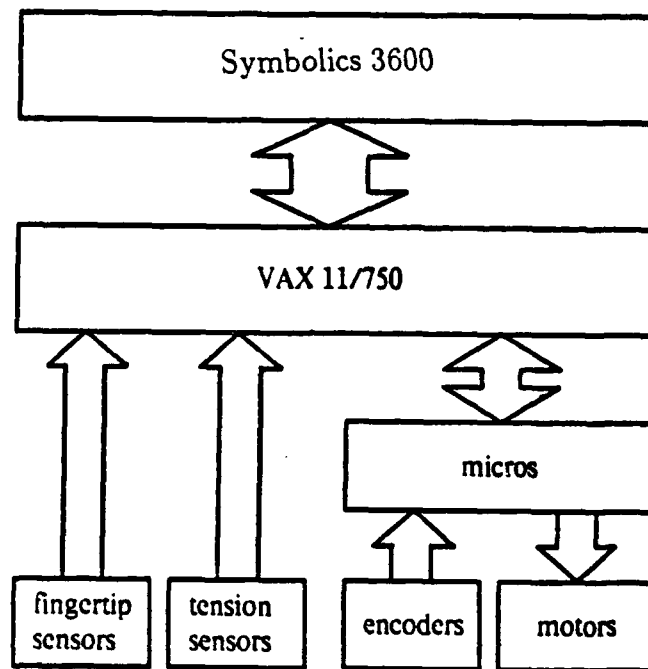 Symbolics 3600
VAX 11/750
micros
fingertip
sensors
tension
sensors
encoders
motors